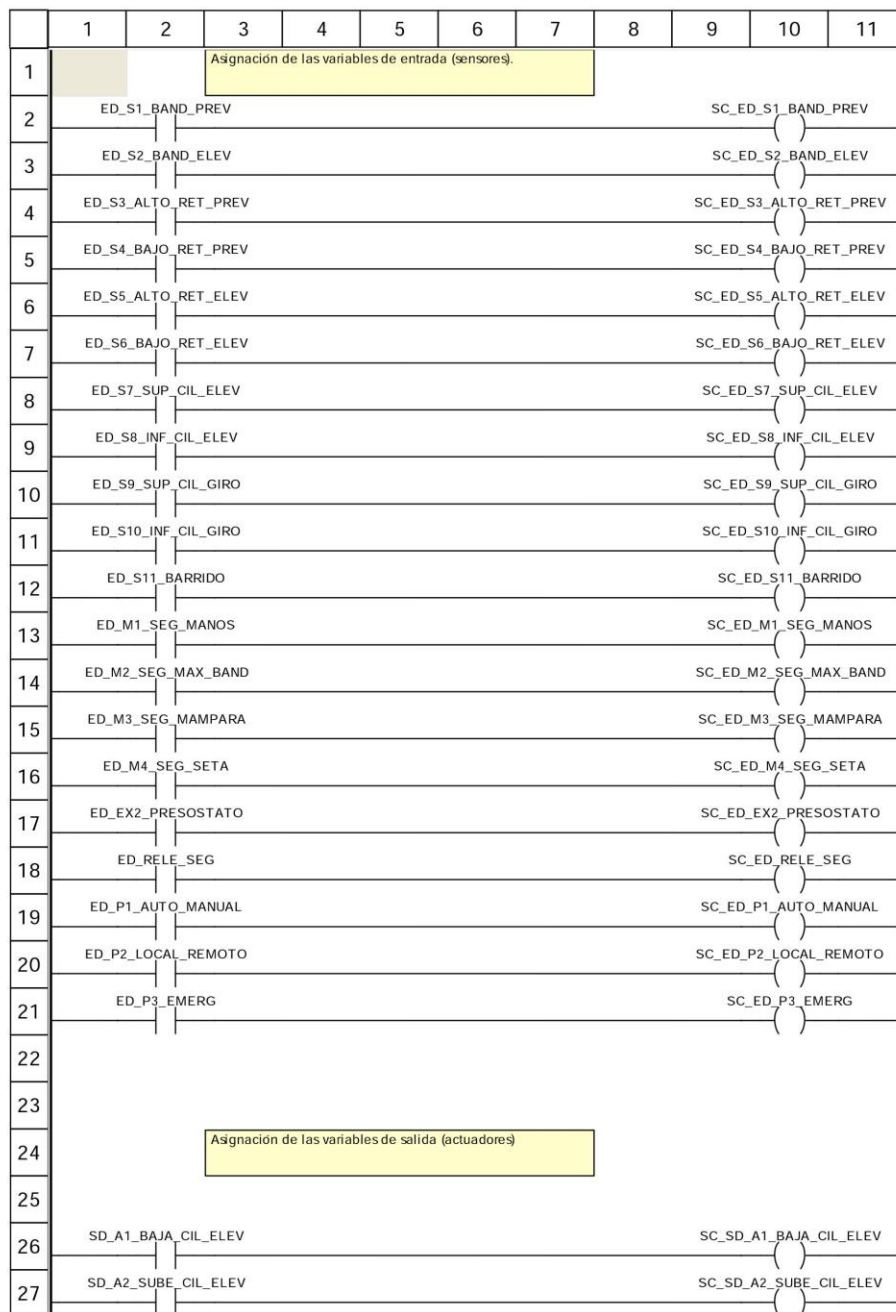 1 2 3 4 5 6 7 8 9 10 11
1 Asignación de las variables de entrada (sensores).
2 ED_S1_BAND_PREV SC_ED_S1_BAND_PREV
3 ED_S2_BAND_ELEV SC_ED_S2_BAND_ELEV
4 ED_S3_ALTO_RET_PREV SC_ED_S3_ALTO_RET_PREV
5 ED_S4_BAJO_RET_PREV SC_ED_S4_BAJO_RET_PREV
6 ED_S5_ALTO_RET_ELEV SC_ED_S5_ALTO_RET_ELEV
7 ED_S6_BAJO_RET_ELEV SC_ED_S6_BAJO_RET_ELEV
8 ED_S7_SUP_CIL_ELEV SC_ED_S7_SUP_CIL_ELEV
9 ED_S8_INF_CIL_ELEV SC_ED_S8_INF_CIL_ELEV
10 ED_S9_SUP_CIL_GIRO SC_ED_S9_SUP_CIL_GIRO
11 ED_S10_INF_CIL_GIRO SC_ED_S10_INF_CIL_GIRO
12 ED_S11_BARRIDO SC_ED_S11_BARRIDO
13 ED_M1_SEG_MANOS SC_ED_M1_SEG_MANOS
14 ED_M2_SEG_MAX_BAND SC_ED_M2_SEG_MAX_BAND
15 ED_M3_SEG_MAMPARA SC_ED_M3_SEG_MAMPARA
16 ED_M4_SEG_SETA SC_ED_M4_SEG_SETA
17 ED_EX2_PRESOSTATO SC_ED_EX2_PRESOSTATO
18 ED_RELE_SEG SC_ED_RELE_SEG
19 ED_P1_AUTO_MANUAL SC_ED_P1_AUTO_MANUAL
20 ED_P2_LOCAL_REMOTO SC_ED_P2_LOCAL_REMOTO
21 ED_P3_EMERG SC_ED_P3_EMERG
22
23
24 Asignación de las variables de salida (actuadores)
25
26 SD_A1_BAJA_CIL_ELEV SC_SD_A1_BAJA_CIL_ELEV
27 SD_A2_SUBE_CIL_ELEV SC_SD_A2_SUBE_CIL_ELEV